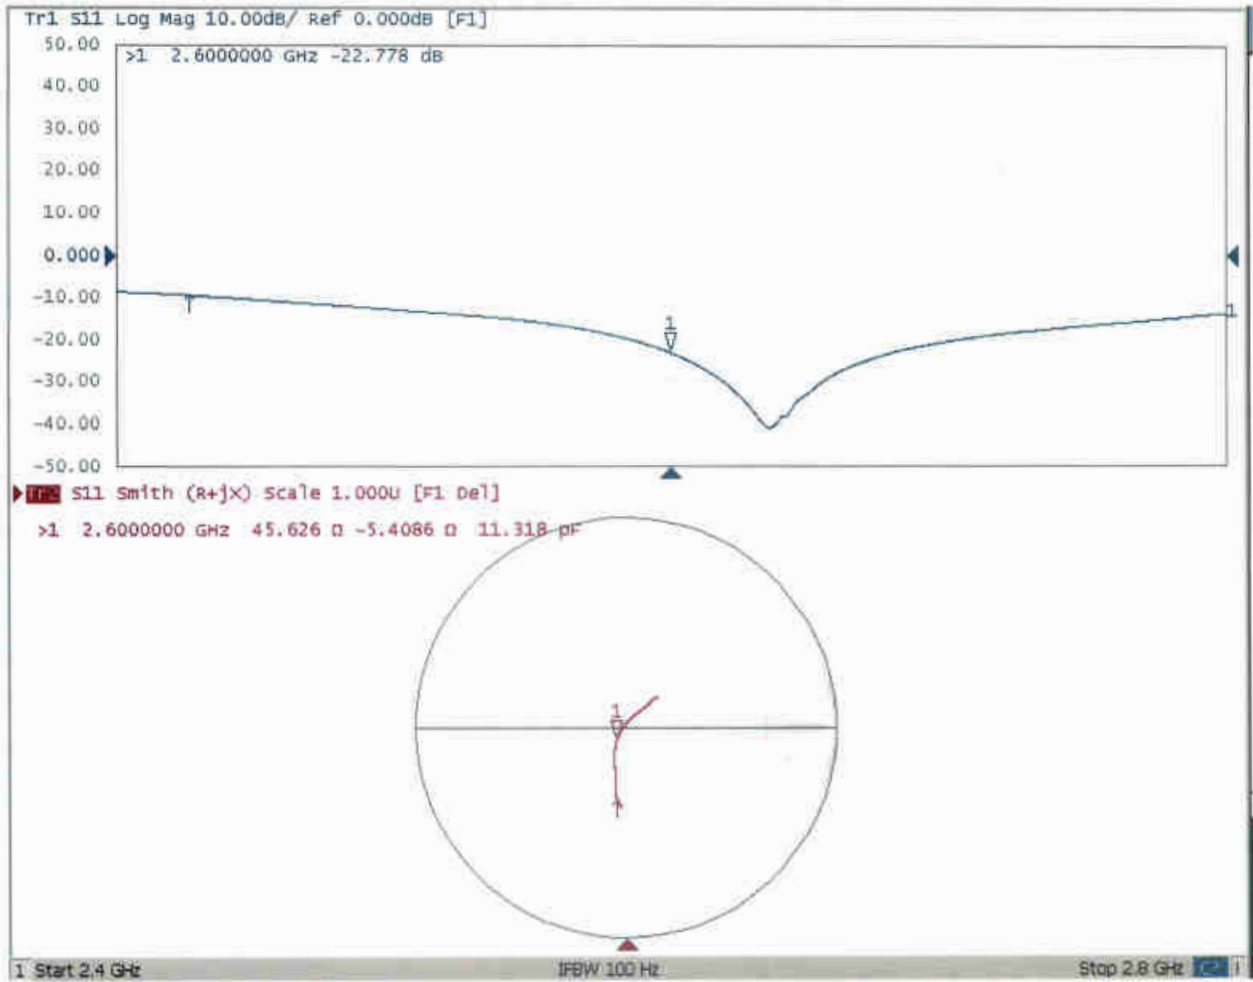 Tr1 S11 Log Mag 10.00dB/ Ref 0.000dB [F1]
50.00
>1 2.6000000 GHz -22.778 dB
40.00
30.00
20.00
10.00
0.000
-10.00
1
1
-20.00
-30.00
-40.00
-50.00
Tr2 S11 Smith (R+jX) Scale 1.000U [F1 Del]
>1 2.6000000 GHz 45.626 Ω -5.4086 Ω 11.318 pF
1
1 Start 2.4 GHz IFBW 100 Hz Stop 2.8 GHz